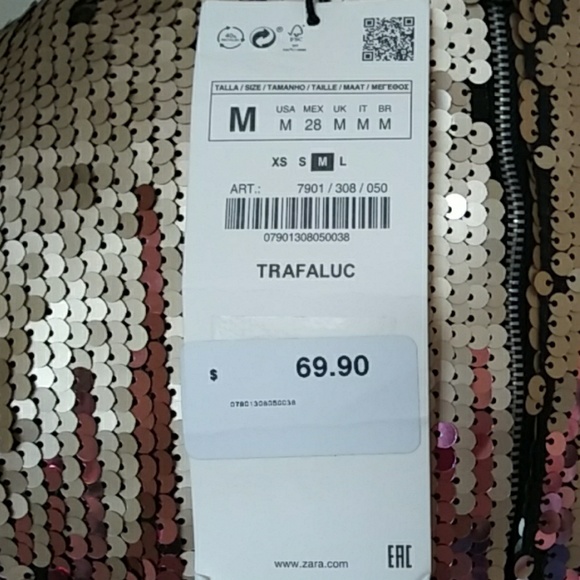 TALLA / SIZE / TAMANHO / TAILLE / MAAT / ΜΕΓΕΘΟΣ
USA MEX UK IT BR
M M 28 M M M
XS S M L
ART.: 7901 / 308 / 050
07901308050038
TRAFALUC
$ 69.90
07901308050038
www.zara.com EAC